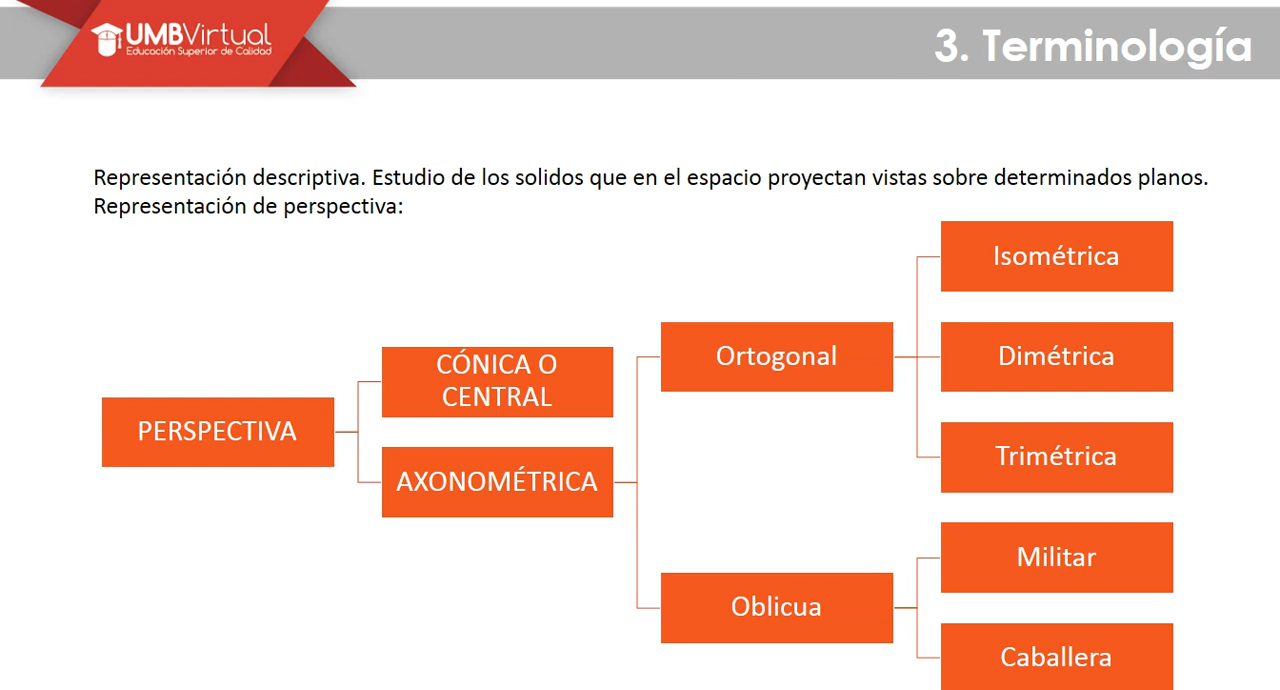 UMBVirtual
Educación Superior de Calidad
3. Terminología
Representación descriptiva. Estudio de los solidos que en el espacio proyectan vistas sobre determinados planos.
Representación de perspectiva:
PERSPECTIVA
CÓNICA O
CENTRAL
AXONOMÉTRICA
Ortogonal
Oblicua
Isométrica
Dimétrica
Trimétrica
Militar
Caballera